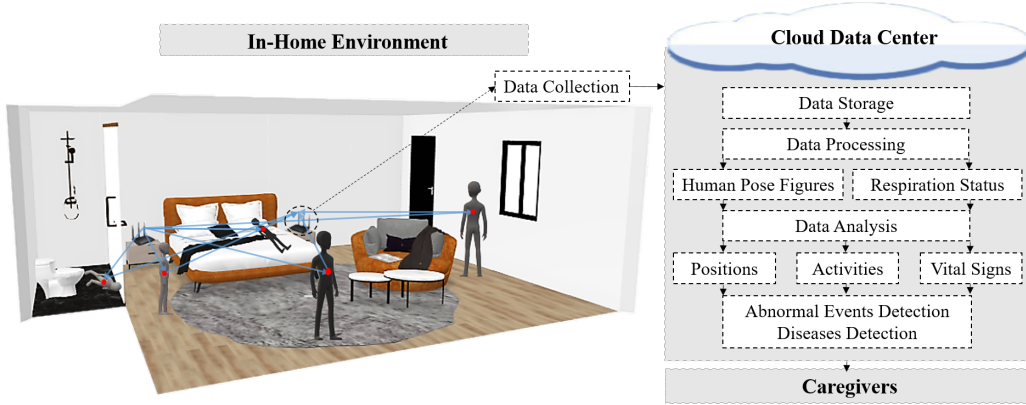 In-Home Environment
Cloud Data Center
Data Collection
Data Storage
Data Processing
Human Pose Figures
Respiration Status
Data Analysis
Positions
Activities
Vital Signs
Abnormal Events Detection
Diseases Detection
Caregivers